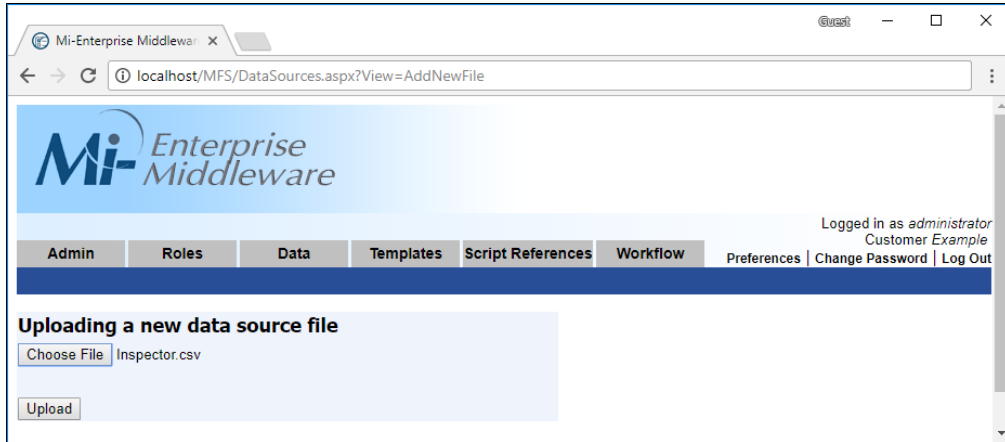 Guest
Mi-Enterprise Middlewar
localhost/MFS/DataSources.aspx?View=AddNewFile
Mi- Enterprise
Middleware
Logged in as administrator
Customer Example
Admin Roles Data Templates Script References Workflow Preferences | Change Password | Log Out
Uploading a new data source file
Choose File Inspector.csv
Upload